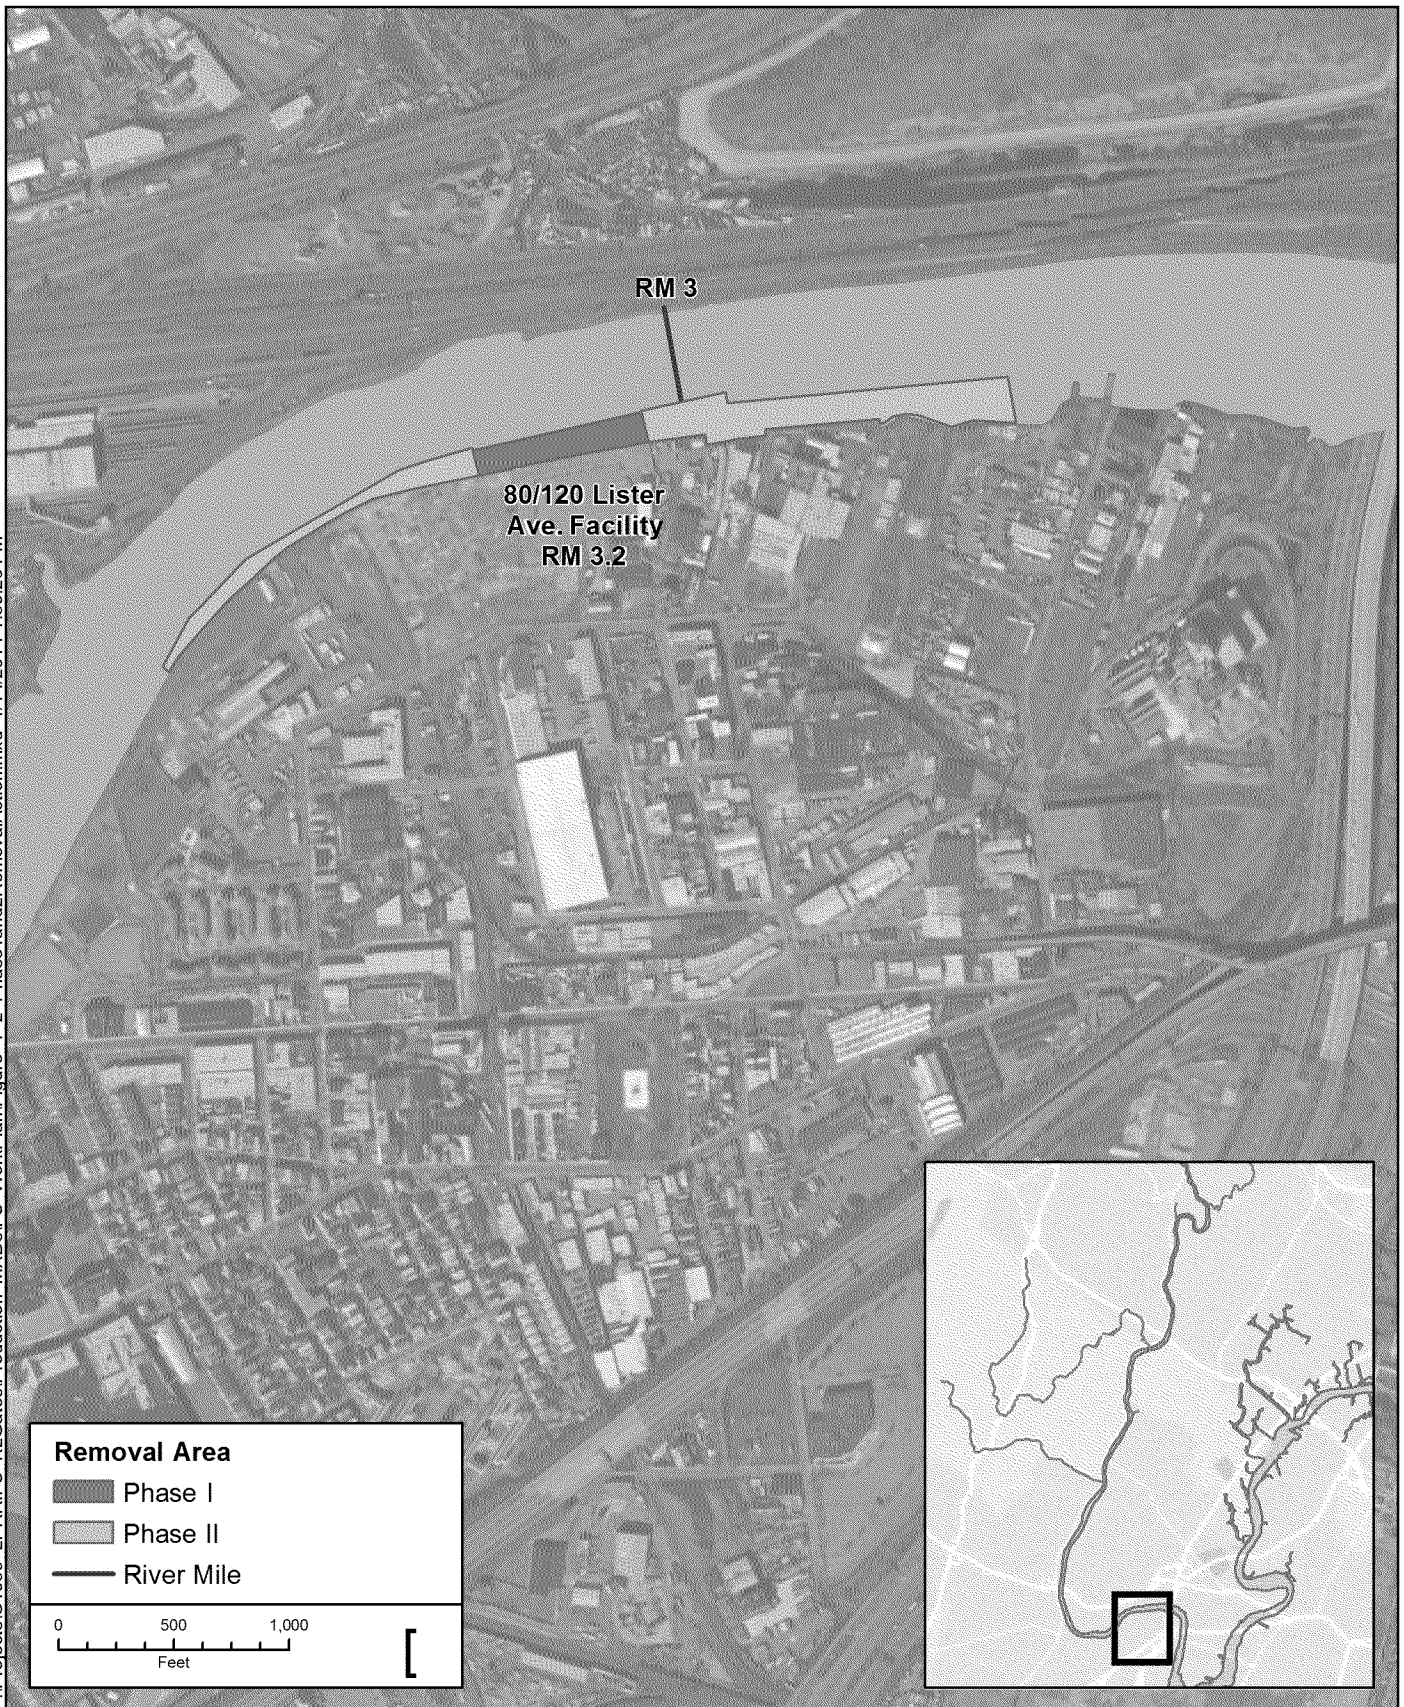 RM 3
80/120 Lister
Ave. Facility
RM 3.2
Removal Area
Phase I
Phase II
River Mile
0 500 1,000
Feet
[